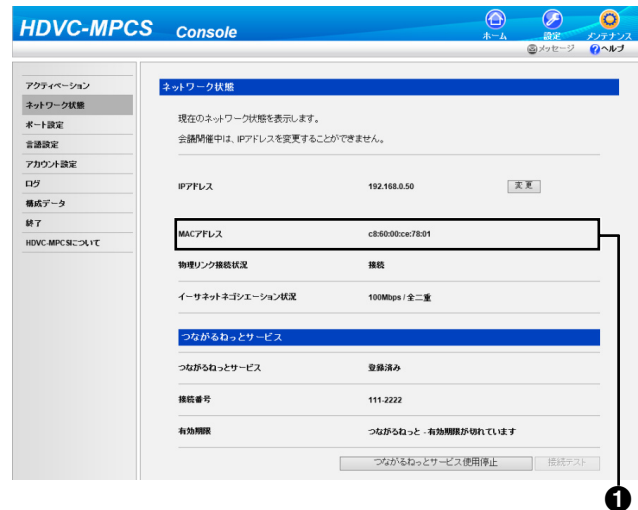 HDVC-MPCS Console
ホーム
設定
メンテナンス
メッセージ
ヘルプ
アクティベーション
ネットワーク状態
ポート設定
言語設定
アカウント設定
ログ
構成データ
終了
HDVC-MPCSについて
ネットワーク状態
現在のネットワーク状態を表示します。
会議開催中は、IPアドレスを変更することができません。
IPアドレス 192.168.0.50 変更
MACアドレス c8:60:00:ce:78:01
物理リンク接続状況 接続
イーサネットネゴシエーション状況 100Mbps / 全二重
つながるねっとサービス
つながるねっとサービス 登録済み
接続番号 111-2222
有効期限 つながるねっと - 有効期限が切れています
つながるねっとサービス使用停止 接続テスト
1